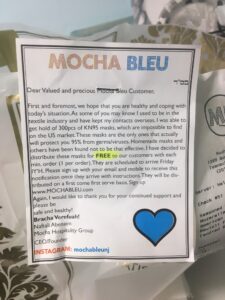 MOCHA BLEU
בס"ד
Dear Valued and precious Mocha Bleu Customer,
First and foremost, we hope that you are healthy and coping with
today's situation. As some of you may know I used to be in the
textile industry and have kept my contacts overseas. I was able to
get hold of 300pcs of KN95 masks, which are impossible to find
on the US market. These masks are the only ones that actually
will protect you 95% from germs/viruses. Homemade masks and
others have been found not to be that effective. I have decided to
distribute these masks for FREE to our customers with each
min. order (1 per order). They are scheduled to arrive Friday
Please sign up with your email and mobile to receive this
notification once they arrive with instructions. They will be
distributed on a first come first serve basis. Sign up
WWW.MOCHABLEU.COM
Again, I would like to thank you for your continued support and
please be
safe and healthy!
Bracha Vurefoah!
Naftali Abenaim
Mocha Hospitality Group
CEO/Founder
INSTAGRAM: mochableunj